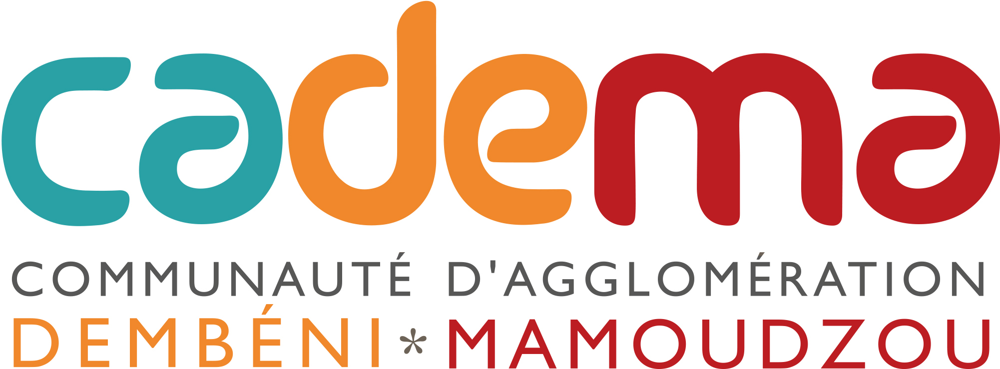 cadema
COMMUNAUTÉ D'AGGLOMÉRATION
DEMBÉNI * MAMOUDZOU